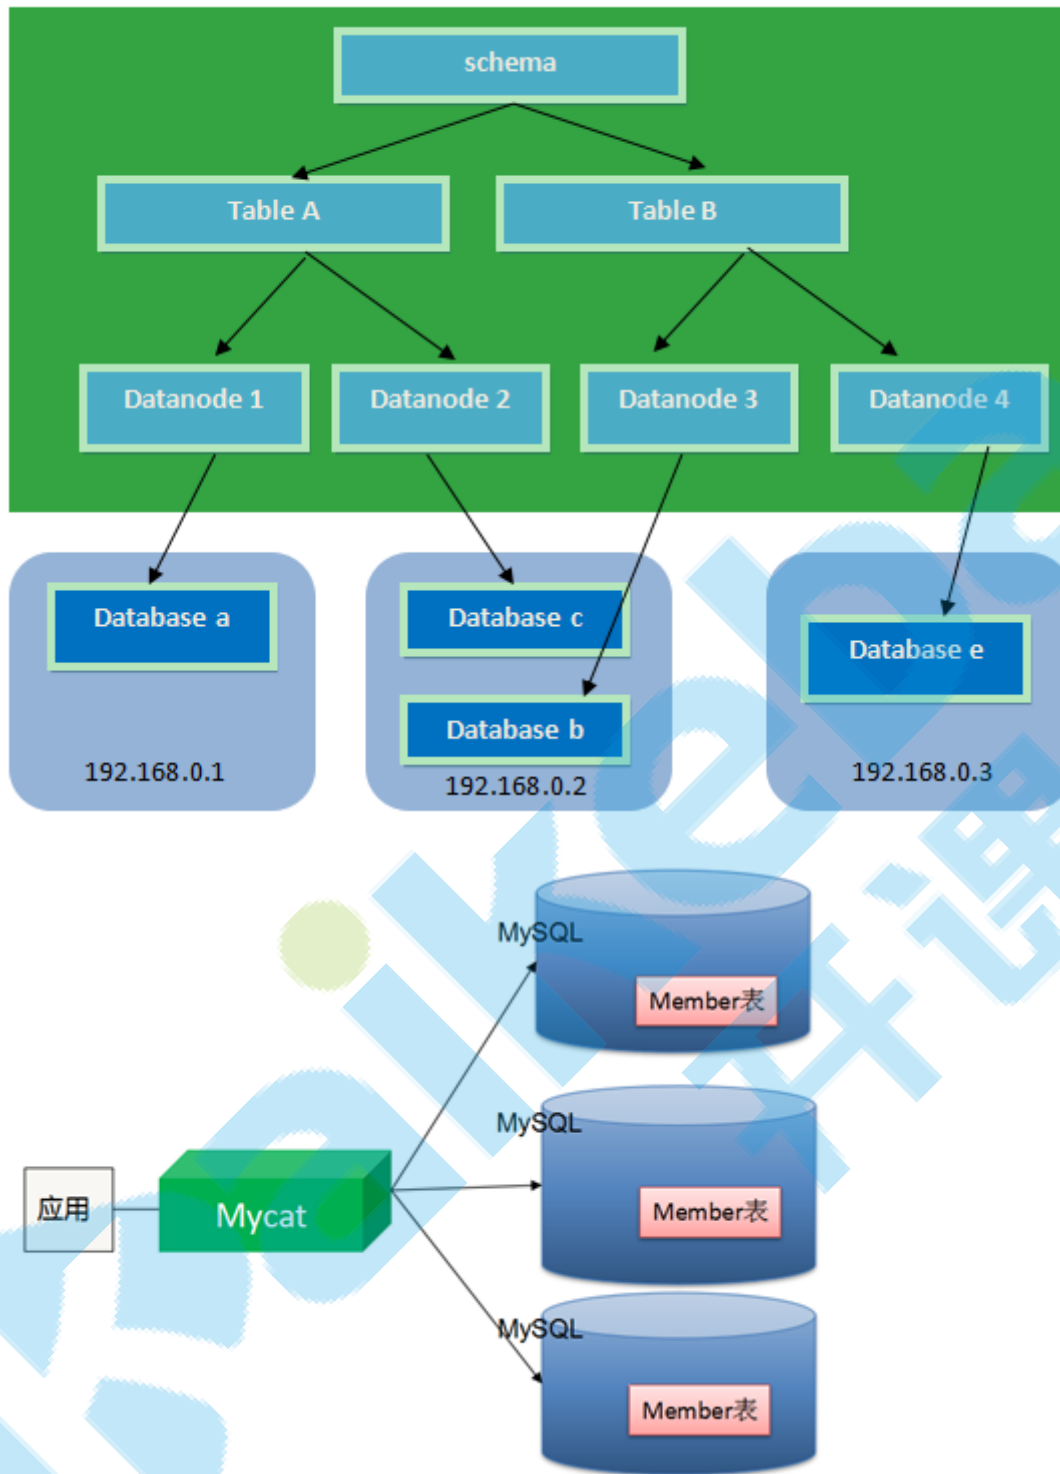 schema
Table A
Table B
Datanode 1
Datanode 2
Datanode 3
Datanode 4
Database a
Database c
Database e
Database b
192.168.0.1
192.168.0.2
192.168.0.3
MySQL
Member表
MySQL
Member表
应用
Mycat
MySQL
Member表